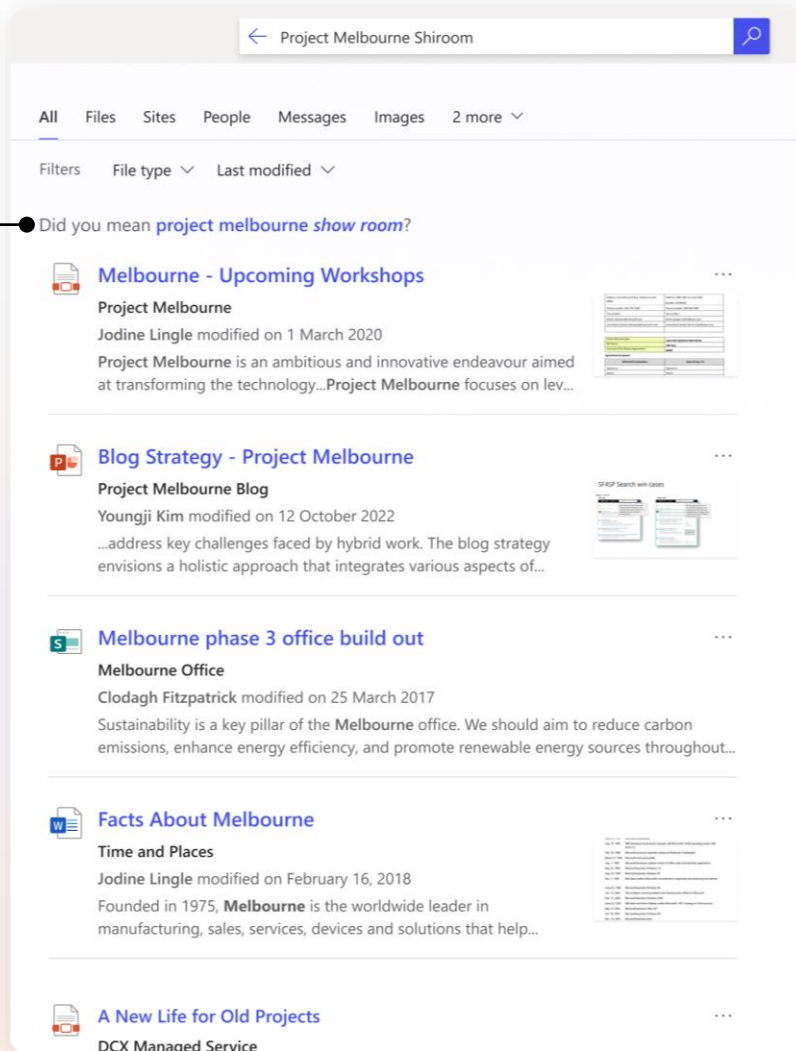 Project Melbourne Shiroom
All Files Sites People Messages Images 2 more
Filters File type Last modified
Did you mean project melbourne show room?
Melbourne - Upcoming Workshops
Project Melbourne
Jodine Lingle modified on 1 March 2020
Project Melbourne is an ambitious and innovative endeavour aimed
at transforming the technology...Project Melbourne focuses on lev...
Blog Strategy - Project Melbourne
Project Melbourne Blog
SF4SP Search win cases
Youngji Kim modified on 12 October 2022
...address key challenges faced by hybrid work. The blog strategy
envisions a holistic approach that integrates various aspects of...
Melbourne phase 3 office build out
Melbourne Office
Clodagh Fitzpatrick modified on 25 March 2017
Sustainability is a key pillar of the Melbourne office. We should aim to reduce carbon
emissions, enhance energy efficiency, and promote renewable energy sources throughout...
Facts About Melbourne
Time and Places
Jodine Lingle modified on February 16, 2018
Founded in 1975, Melbourne is the worldwide leader in
manufacturing, sales, services, devices and solutions that help...
A New Life for Old Projects
DCX Managed Service